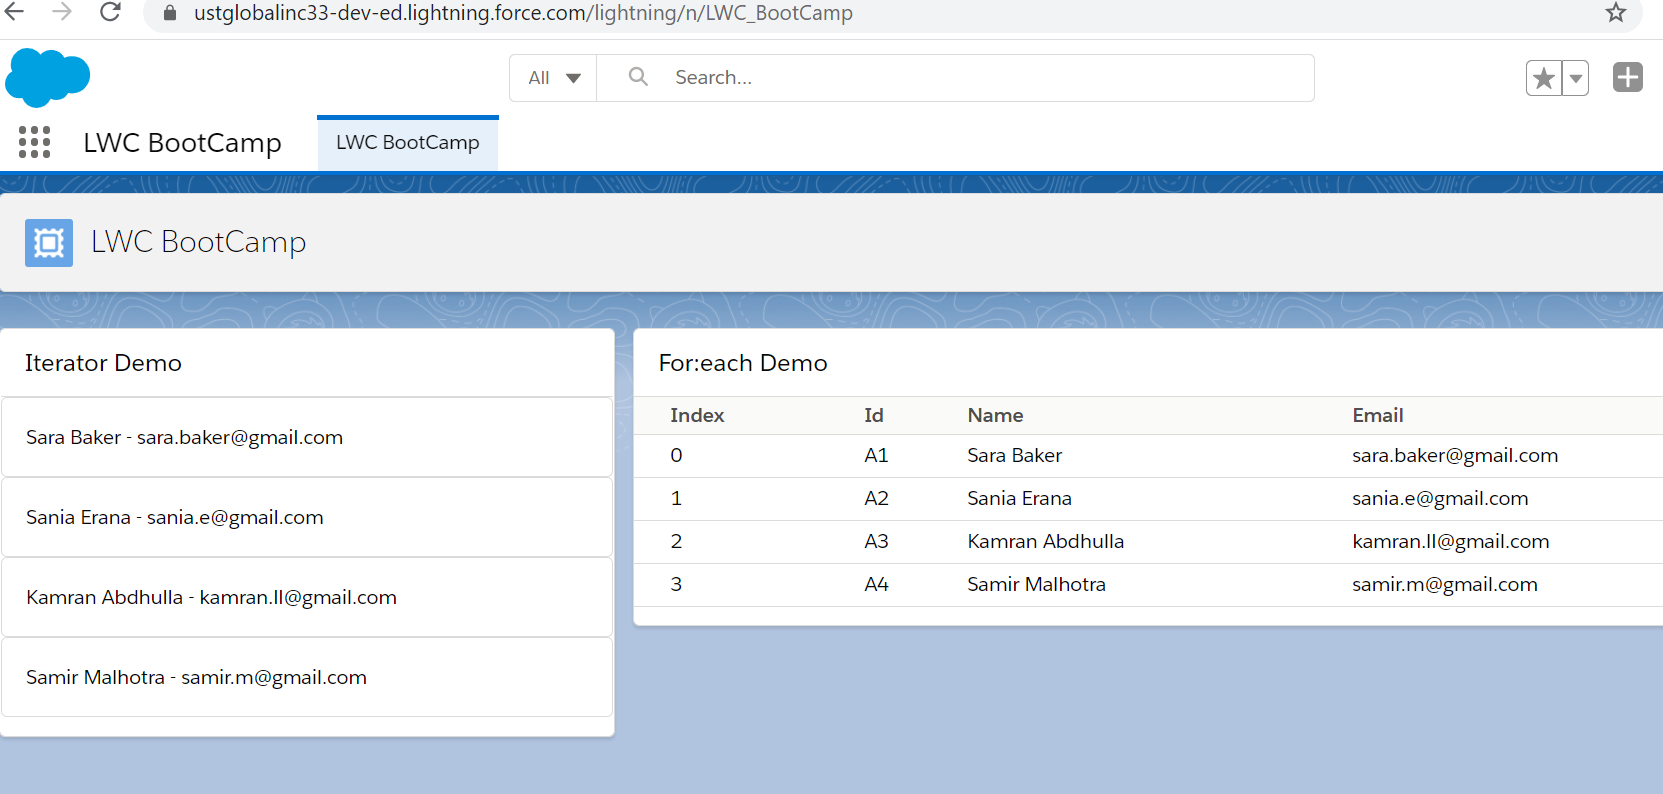 ustglobalinc33-dev-ed.lightning.force.com/lightning/n/LWC_BootCamp
All Search...
LWC BootCamp LWC BootCamp
LWC BootCamp
Iterator Demo
Sara Baker - sara.baker@gmail.com
Sania Erana - sania.e@gmail.com
Kamran Abdhulla - kamran.ll@gmail.com
Samir Malhotra - samir.m@gmail.com
For:each Demo
Index Id Name Email
0 A1 Sara Baker sara.baker@gmail.com
1 A2 Sania Erana sania.e@gmail.com
2 A3 Kamran Abdhulla kamran.ll@gmail.com
3 A4 Samir Malhotra samir.m@gmail.com